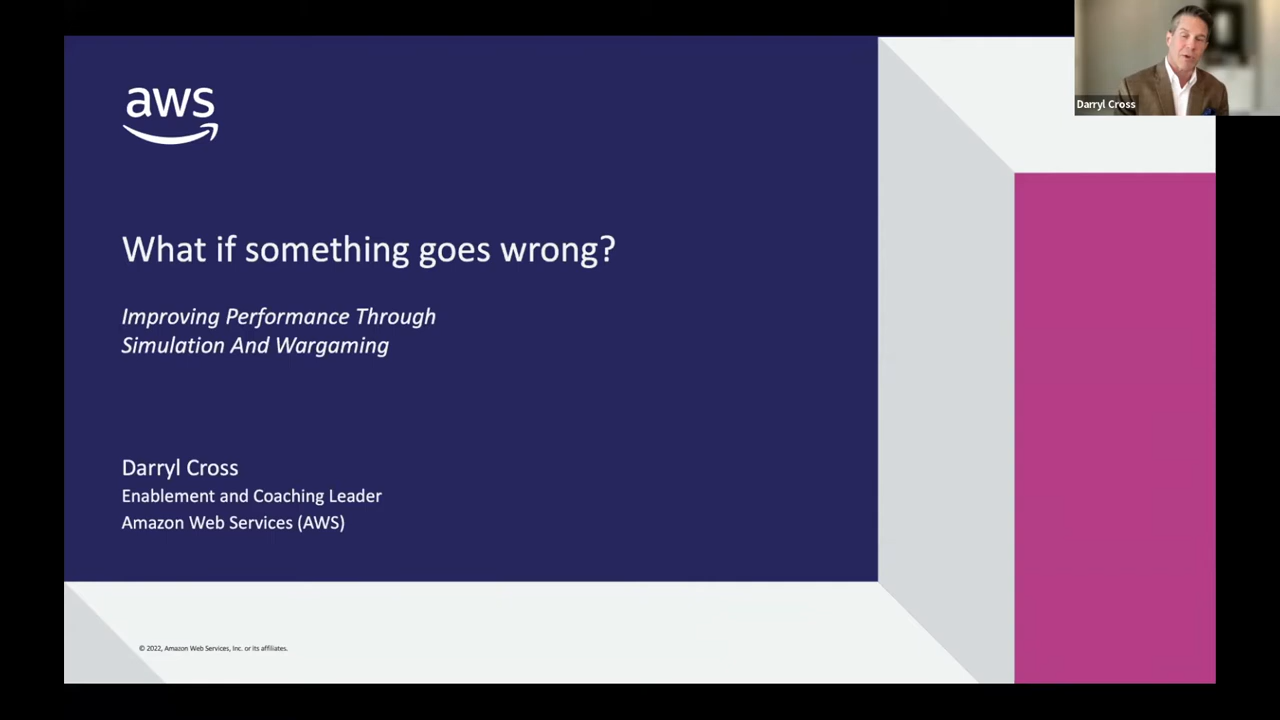 aws
What if something goes wrong?
Improving Performance Through
Simulation And Wargaming
Darryl Cross
Enablement and Coaching Leader
Amazon Web Services (AWS)
© 2022, Amazon Web Services, Inc. or its affiliates.
Darryl Cross